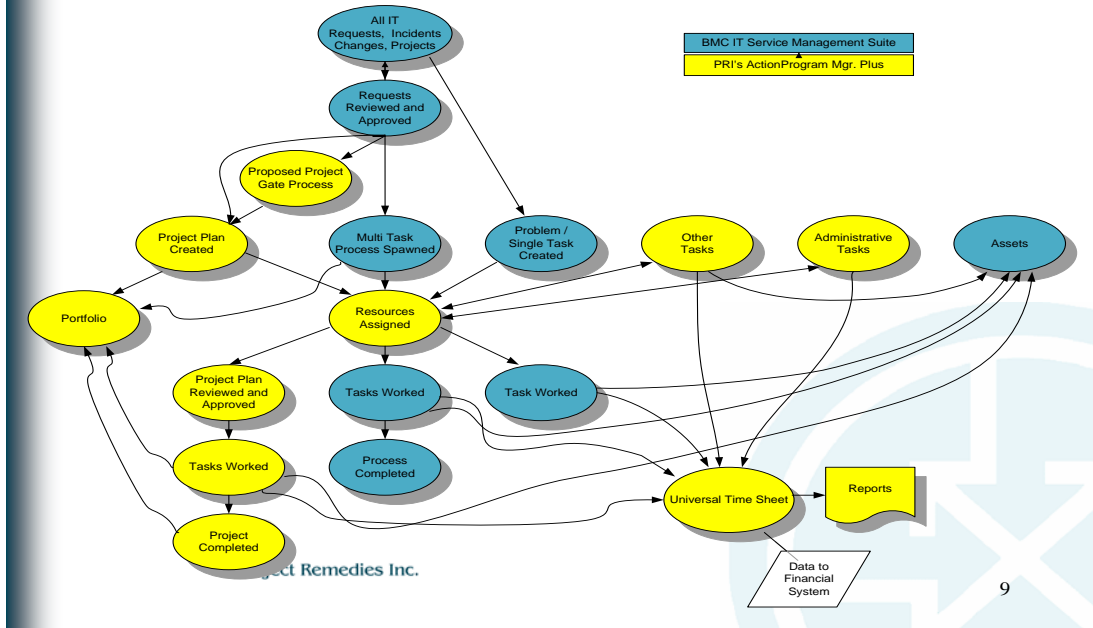 All IT
Requests, Incidents
Changes, Projects
BMC IT Service Management Suite
PRI's ActionProgram Mgr. Plus
Requests
Reviewed and
Approved
Proposed Project
Gate Process
Project Plan
Created
Multi Task
Process Spawned
Problem /
Single Task
Created
Other
Tasks
Administrative
Tasks
Assets
Portfolio
Resources
Assigned
Project Plan
Reviewed and
Approved
Tasks Worked
Task Worked
Tasks Worked
Process
Completed
Universal Time Sheet
Reports
Project
Completed
Remedies Inc.
Data to
Financial
System
9